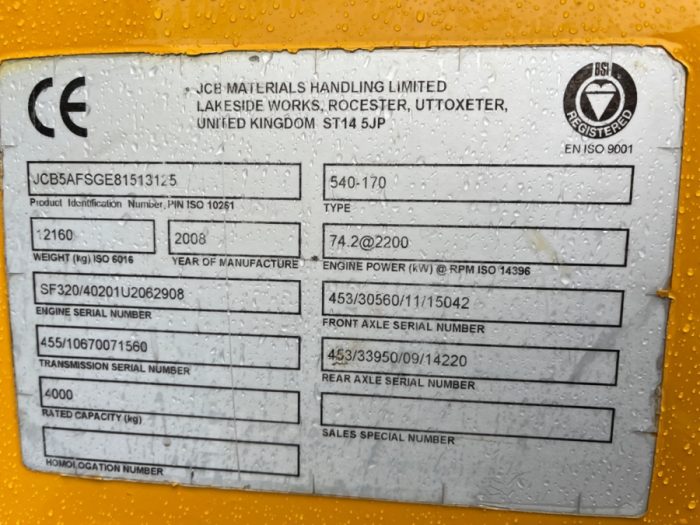 CE
JCB MATERIALS HANDLING LIMITED
LAKESIDE WORKS, ROCESTER, UTTOXETER,
UNITED KINGDOM ST14 5JP
BSI
REGISTERED
EN ISO 9001
JCB5AFSGE81513125
Product Identification Number, PIN ISO 10261
540-170
TYPE
12160
WEIGHT (kg) ISO 6016
2008
YEAR OF MANUFACTURE
74.2@2200
ENGINE POWER (kW) @ RPM ISO 14396
SF320/40201U2062908
ENGINE SERIAL NUMBER
453/30560/11/15042
FRONT AXLE SERIAL NUMBER
455/10670071560
TRANSMISSION SERIAL NUMBER
453/33950/09/14220
REAR AXLE SERIAL NUMBER
4000
RATED CAPACITY (kg)
SALES SPECIAL NUMBER
HOMOLOGATION NUMBER